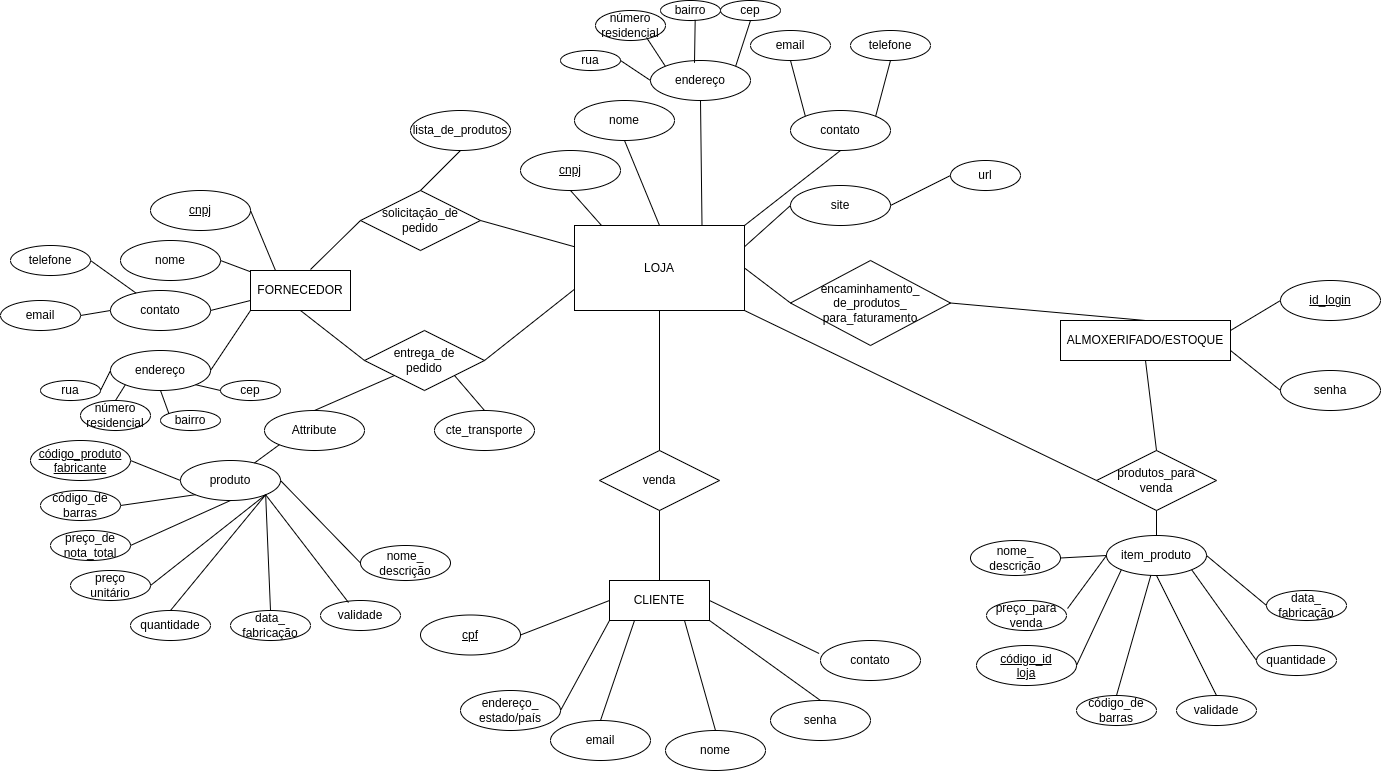 bairro
cep
número
residencial
rua
endereço
email
telefone
nome
contato
lista_de_produtos
cnpj
url
site
solicitação_de
pedido
cnpj
nome
telefone
LOJA
FORNECEDOR
contato
email
encaminhamento_
de_produtos_
para_faturamento
id_login
ALMOXERIFADO/ESTOQUE
senha
entrega_de
pedido
endereço
rua
cep
número
residencial
bairro
Attribute
cte_transporte
código_produto
fabricante
produto
código_de
barras
preço_de
nota_total
preço
unitário
quantidade
data_
fabricação
validade
nome_
descrição
venda
produtos_para
venda
item_produto
nome_
descrição
preço_para
venda
código_id
loja
código_de
barras
validade
quantidade
data_
fabricação
CLIENTE
cpf
endereço_
estado/país
email
nome
senha
contato